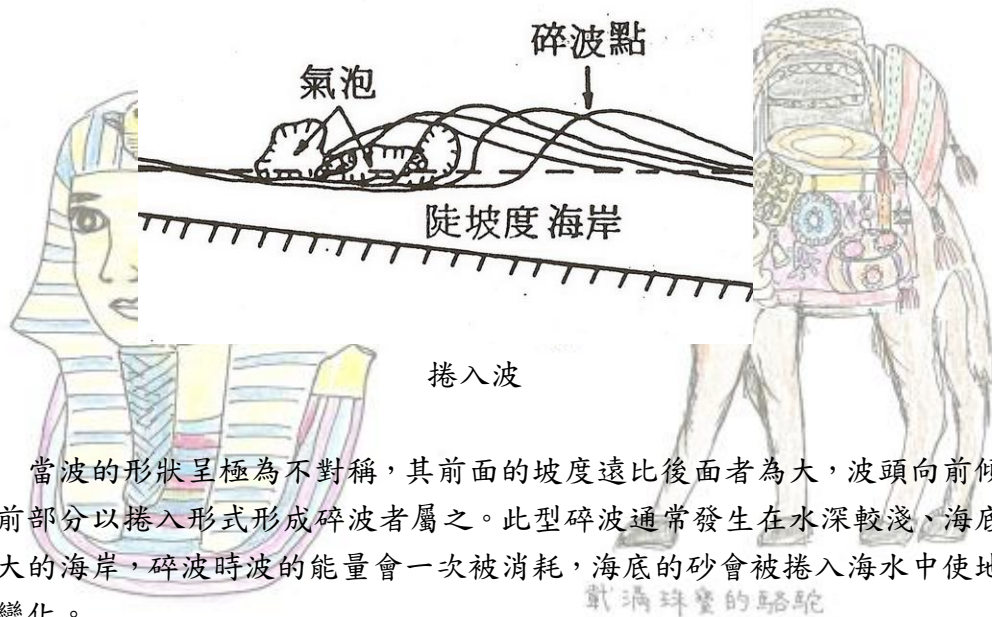 碎波點
氣泡
陡坡度海岸
捲入波
當波的形狀呈極為不對稱，其前面的坡度遠比後面者為大，波頭向前傾
前部分以捲入形式形成碎波者屬之。此型碎波通常發生在水深較淺、海底
大的海岸，碎波時波的能量會一次被消耗，海底的砂會被捲入海水中使地
變化。
載滿珠寶的駱駝